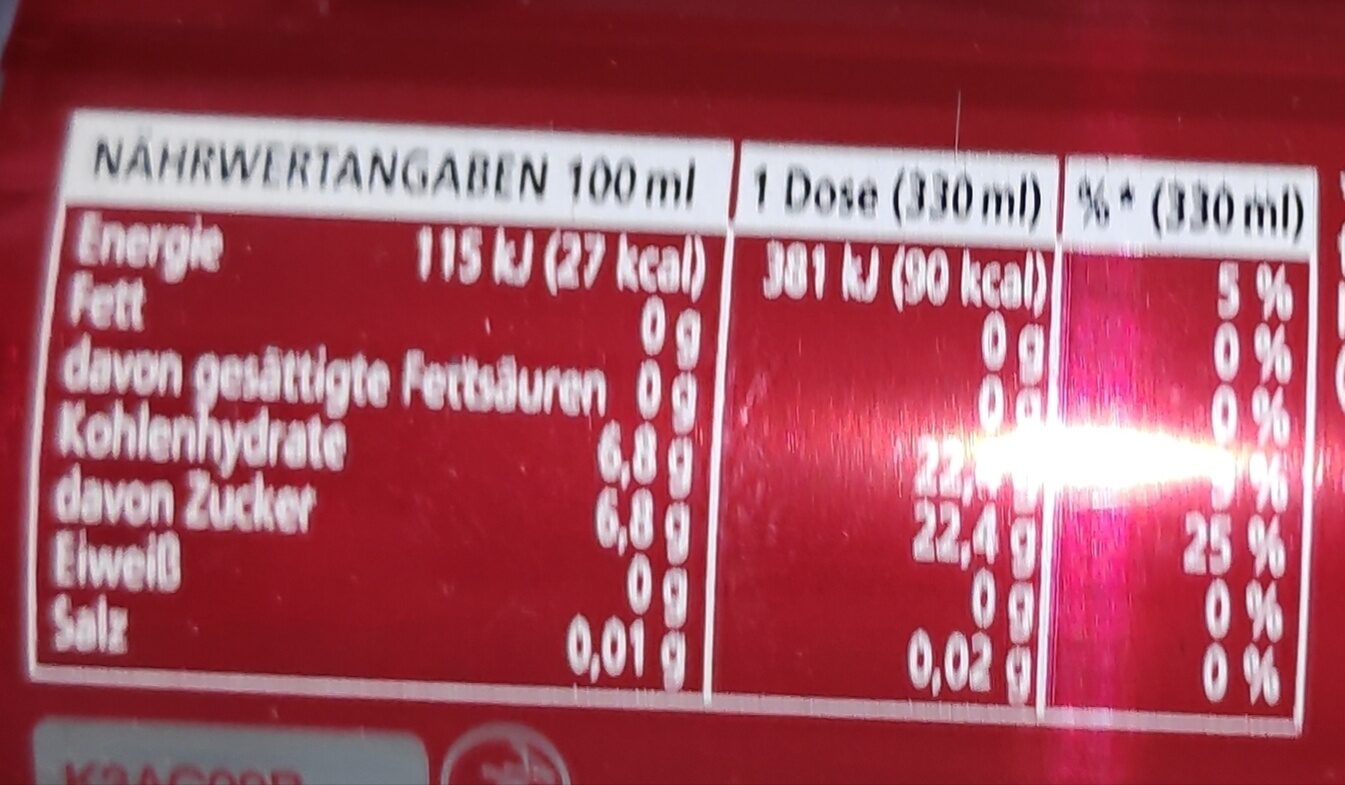 NÄHRWERTANGABEN 100 ml 1 Dose (330 ml) %* (330 ml)
Energie 115 kJ (27 kcal) 381 kJ (90 kcal) 5 %
Fett 0 g 0 g 0 %
davon gesättigte Fettsäuren 0 g 0 g 0 %
Kohlenhydrate 6,8 g %
davon Zucker 6,8 g 22,4 g 25 %
Eiweiß 0 g 0 g 0 %
Salz 0,01 g 0,02 g 0 %